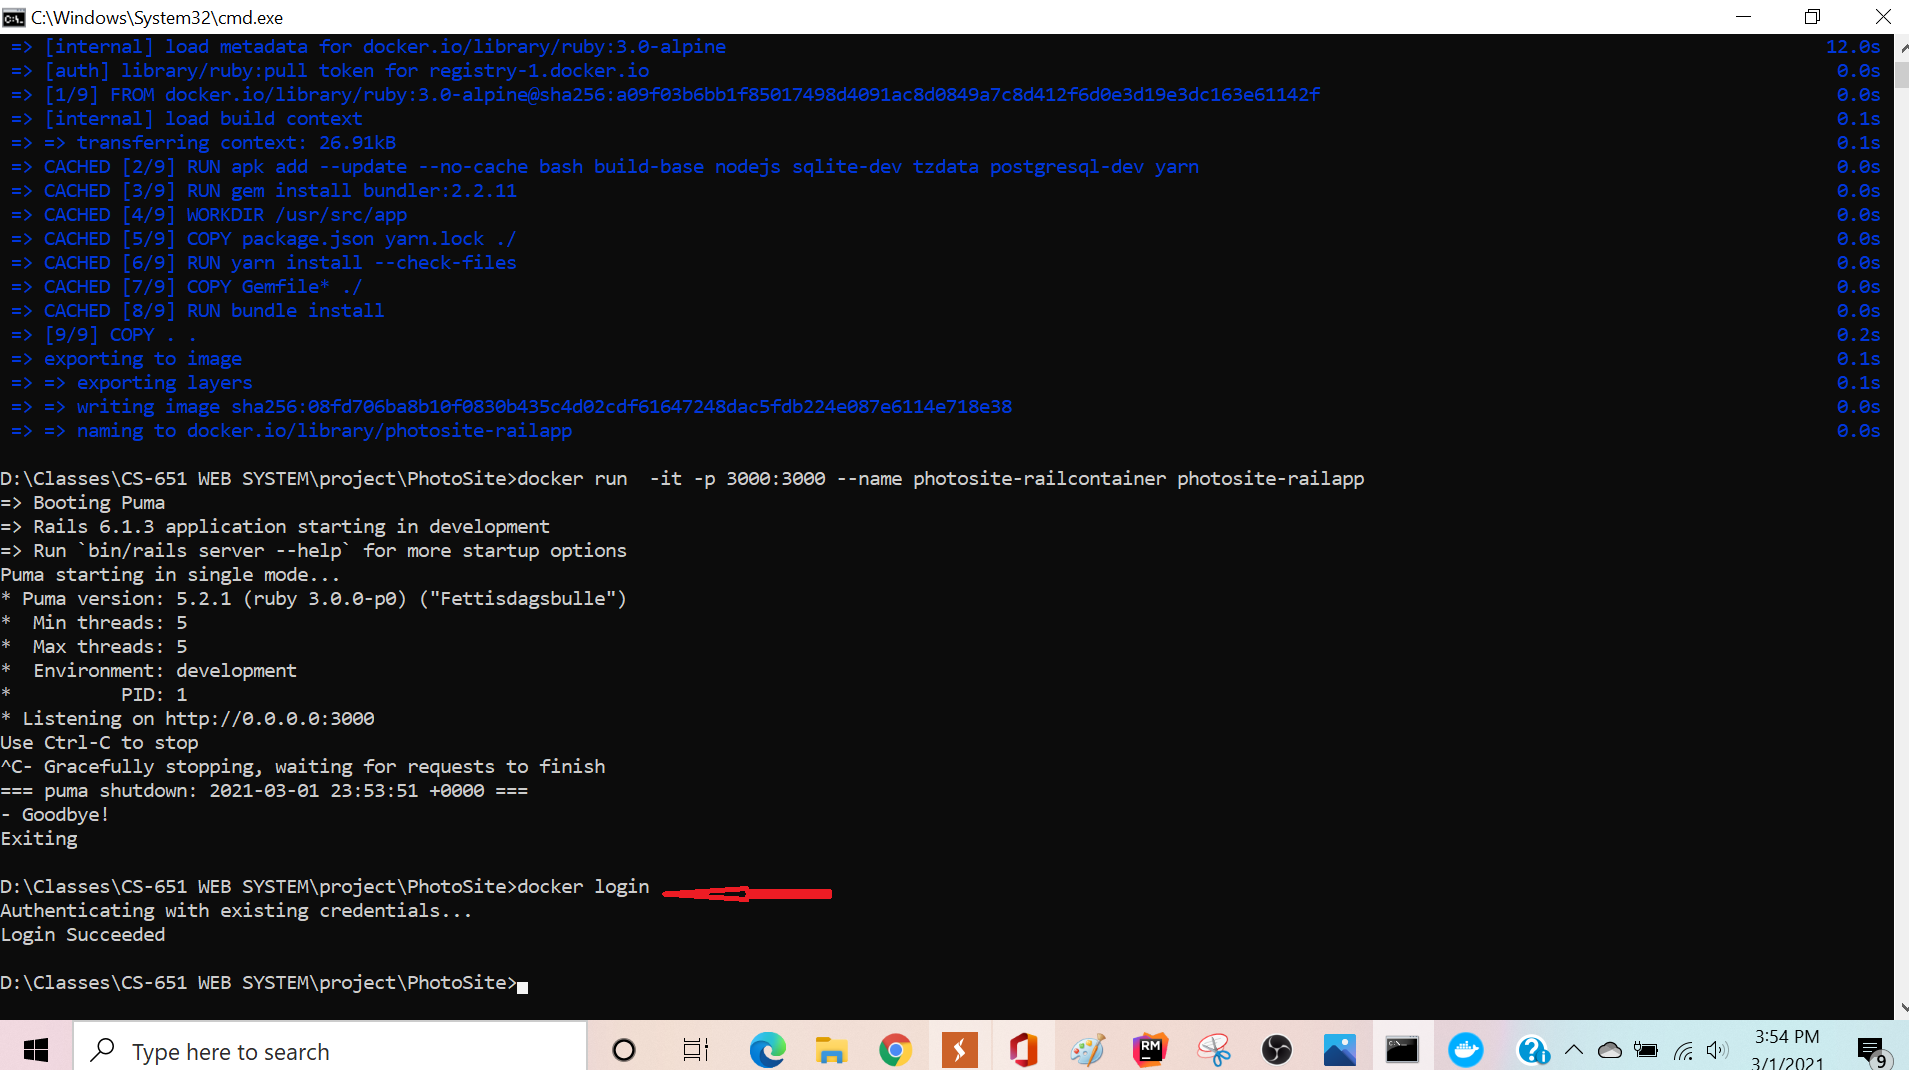 C:\Windows\System32\cmd.exe
=> [internal] load metadata for docker.io/library/ruby:3.0-alpine 12.0s
=> [auth] library/ruby:pull token for registry-1.docker.io 0.0s
=> [1/9] FROM docker.io/library/ruby:3.0-alpine@sha256:a09f03b6bb1f85017498d4091ac8d0849a7c8d412f6d0e3d19e3dc163e61142f 0.0s
=> [internal] load build context 0.1s
=> => transferring context: 26.91kB 0.1s
=> CACHED [2/9] RUN apk add --update --no-cache bash build-base nodejs sqlite-dev tzdata postgresql-dev yarn 0.0s
=> CACHED [3/9] RUN gem install bundler:2.2.11 0.0s
=> CACHED [4/9] WORKDIR /usr/src/app 0.0s
=> CACHED [5/9] COPY package.json yarn.lock ./ 0.0s
=> CACHED [6/9] RUN yarn install --check-files 0.0s
=> CACHED [7/9] COPY Gemfile* ./ 0.0s
=> CACHED [8/9] RUN bundle install 0.0s
=> [9/9] COPY . . 0.2s
=> exporting to image 0.1s
=> => exporting layers 0.1s
=> => writing image sha256:08fd706ba8b10f0830b435c4d02cdf61647248dac5fdb224e087e6114e718e38 0.0s
=> => naming to docker.io/library/photosite-railapp 0.0s
D:\Classes\CS-651 WEB SYSTEM\project\PhotoSite>docker run  -it -p 3000:3000 --name photosite-railcontainer photosite-railapp
=> Booting Puma
=> Rails 6.1.3 application starting in development
=> Run `bin/rails server --help` for more startup options
Puma starting in single mode...
* Puma version: 5.2.1 (ruby 3.0.0-p0) ("Fettisdagsbulle")
*  Min threads: 5
*  Max threads: 5
*  Environment: development
*          PID: 1
* Listening on http://0.0.0.0:3000
Use Ctrl-C to stop
^C- Gracefully stopping, waiting for requests to finish
=== puma shutdown: 2021-03-01 23:53:51 +0000 ===
- Goodbye!
Exiting
D:\Classes\CS-651 WEB SYSTEM\project\PhotoSite>docker login
Authenticating with existing credentials...
Login Succeeded
D:\Classes\CS-651 WEB SYSTEM\project\PhotoSite>
Type here to search
RM
3:54 PM
3/1/2021
9